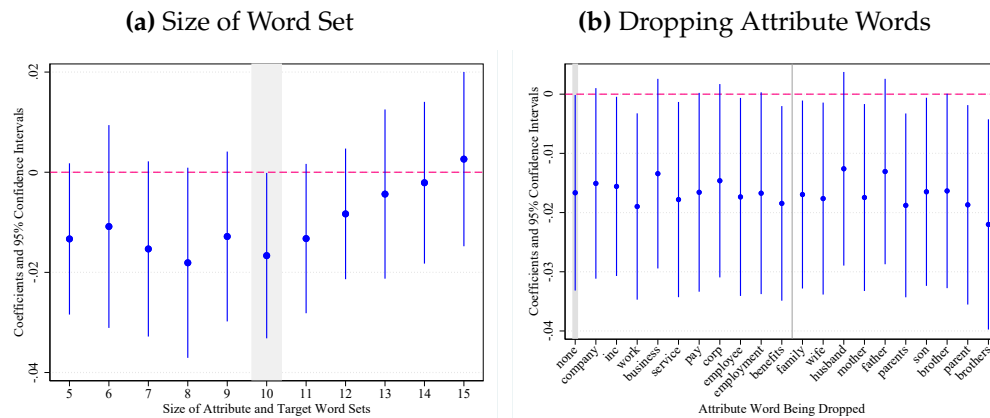 (a) Size of Word Set
Coefficients and 95% Confidence Intervals
.02
0
-.02
-.04
5 6 7 8 9 10 11 12 13 14 15
Size of Attribute and Target Word Sets
(b) Dropping Attribute Words
Coefficients and 95% Confidence Intervals
0
-.01
-.02
-.03
-.04
none
company
inc
work
business
service
pay
corp
employee
employment
benefits
family
wife
husband
mother
father
parents
son
brother
parent
brothers
Attribute Word Being Dropped